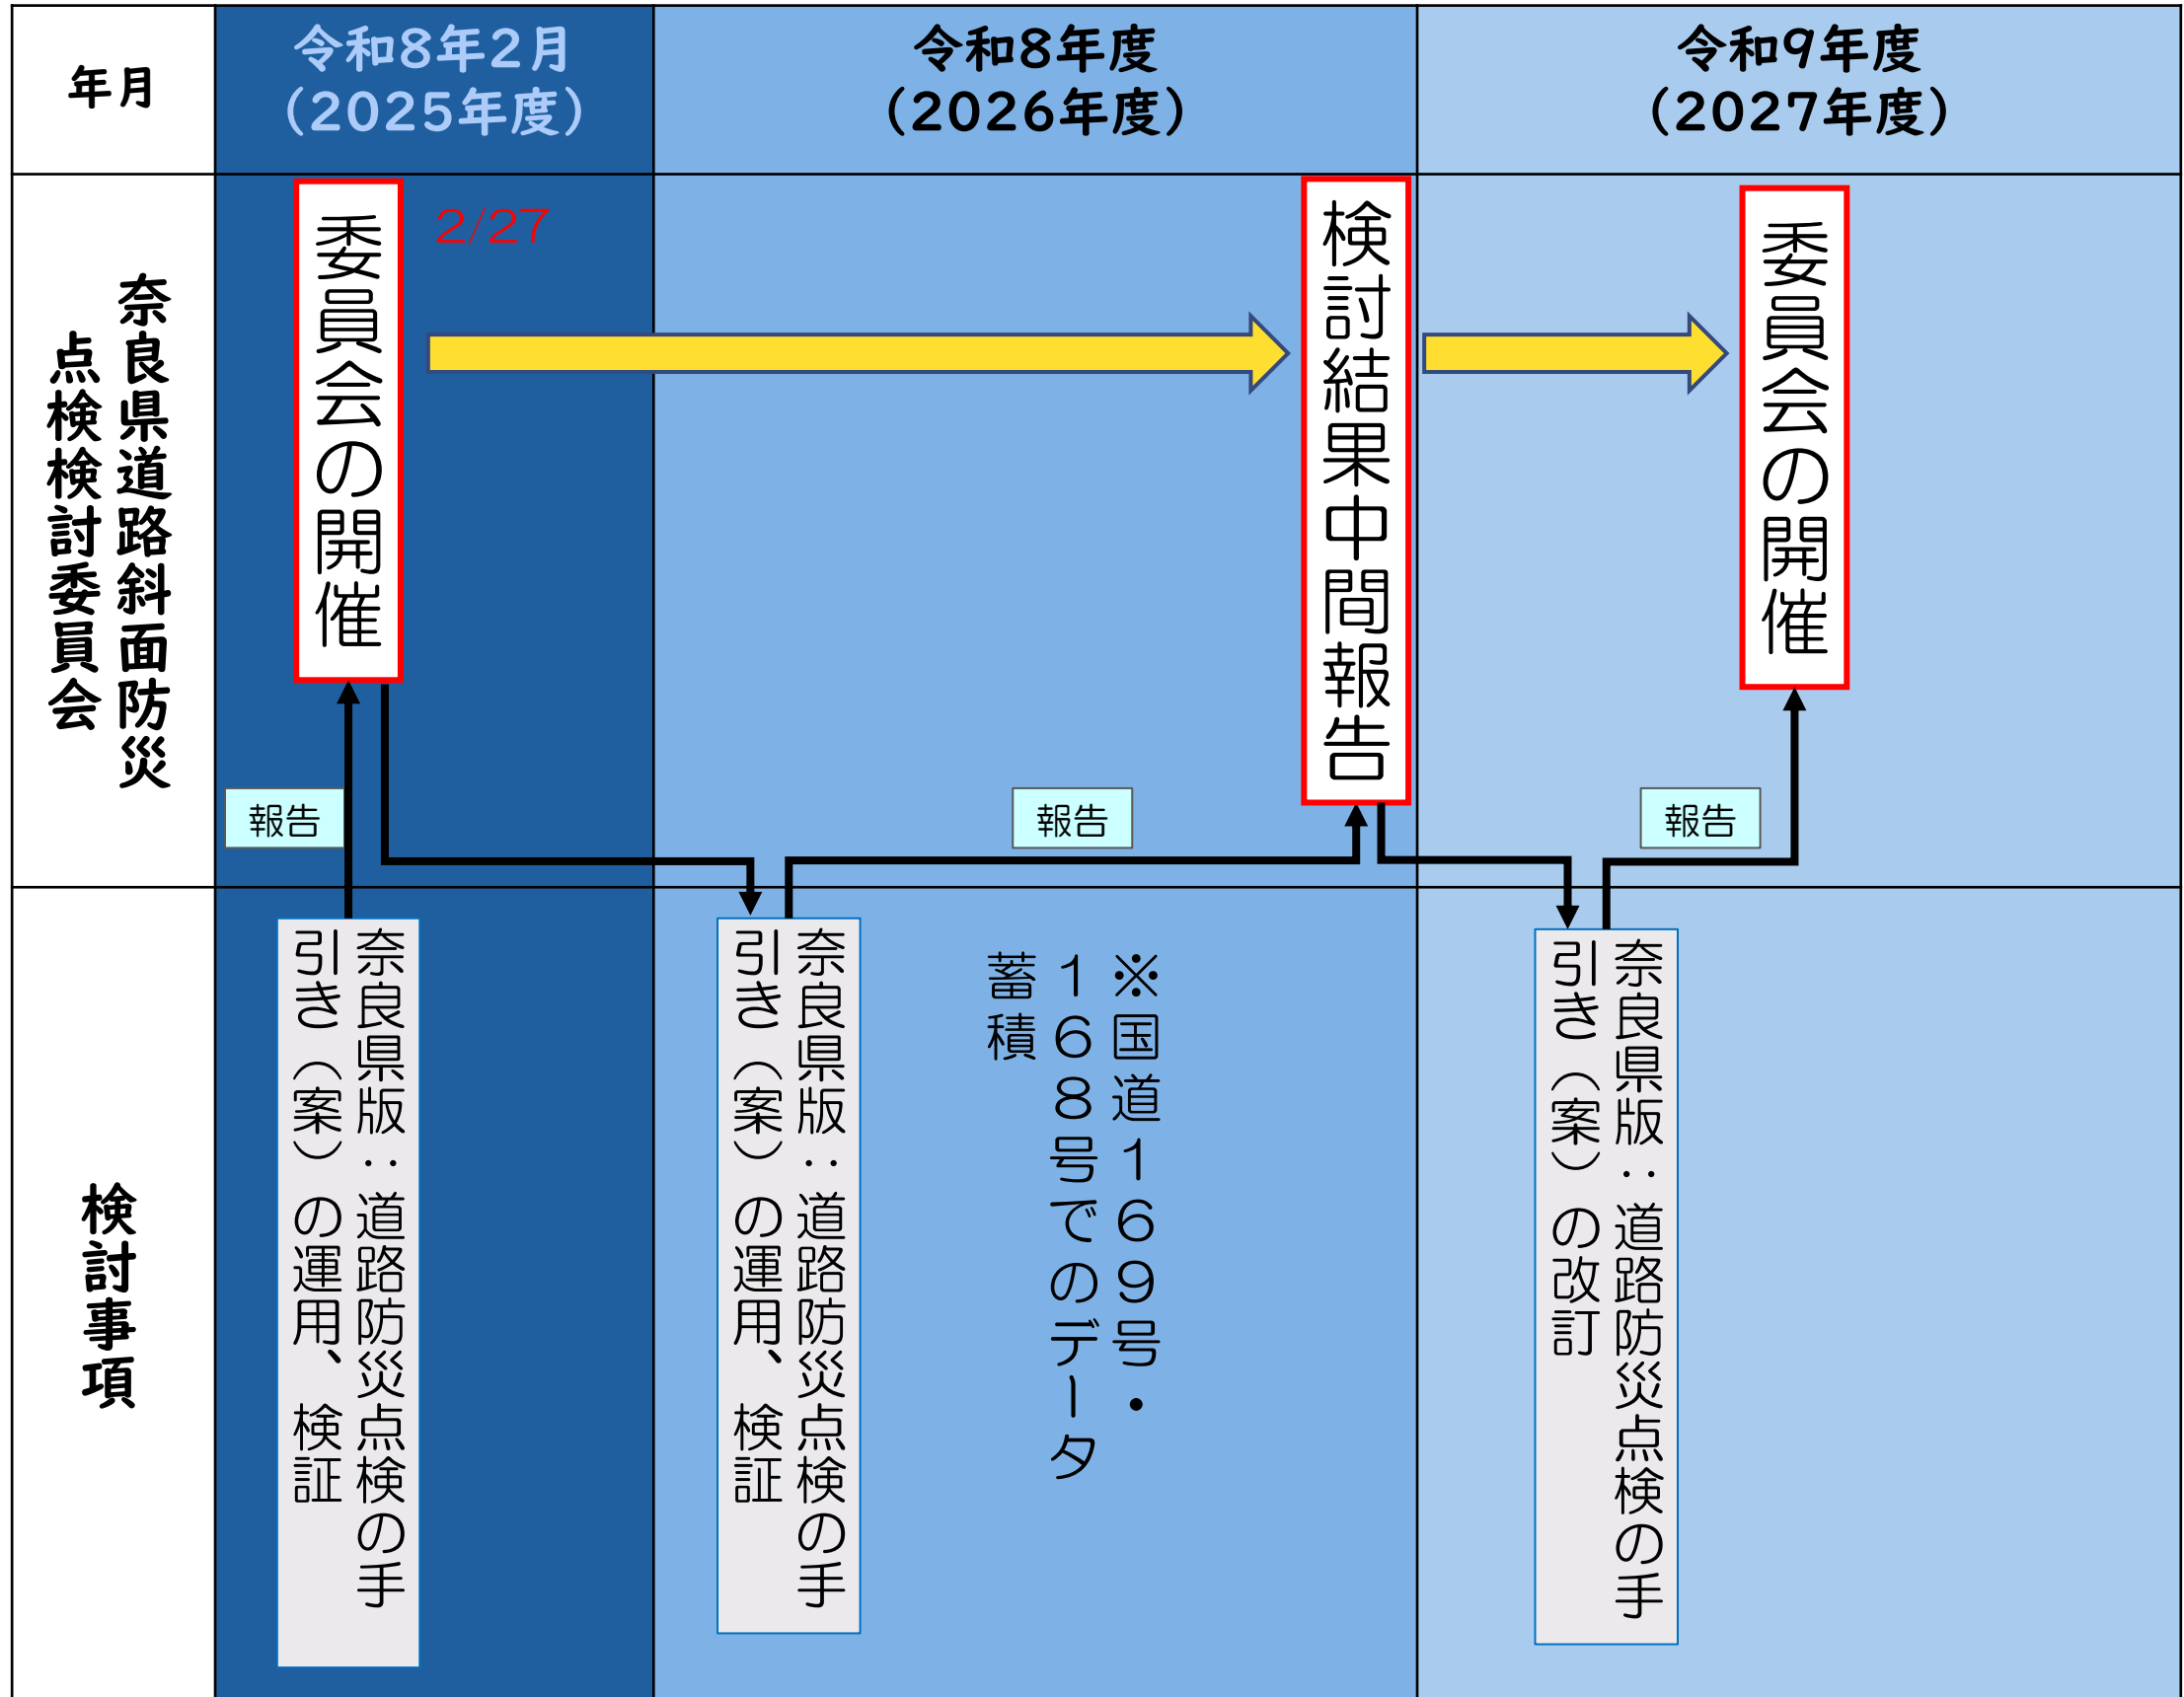 年月
令和8年2月
（2025年度）
令和8年度
（2026年度）
令和9年度
（2027年度）
奈良県道路斜面防災
点検検討委員会
委員会の開催
2/27
検討結果中間報告
委員会の開催
報告
報告
報告
検討事項
奈良県版：道路防災点検の手
引き（案）の運用、検証
奈良県版：道路防災点検の手
引き（案）の運用、検証
※国道１６９号・
１６８号でのデータ
蓄積
奈良県版：道路防災点検の手
引き（案）の改訂